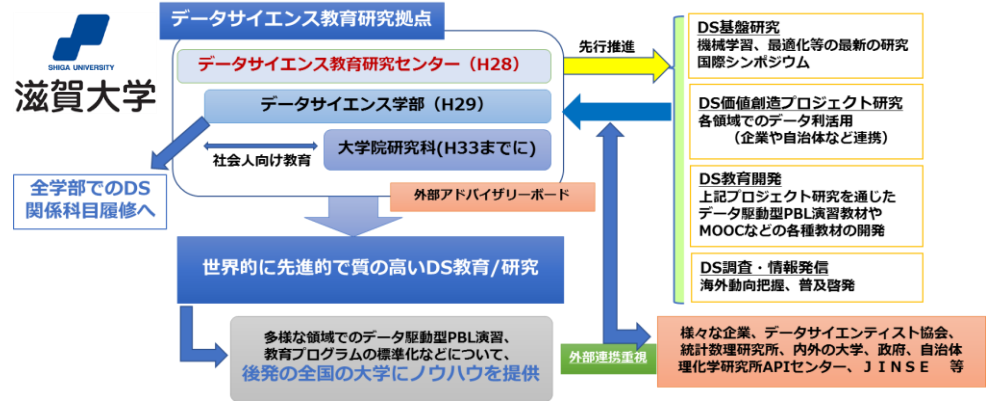 SHIGA UNIVERSITY
滋賀大学
データサイエンス教育研究拠点
データサイエンス教育研究センター（H28）
データサイエンス学部（H29）
社会人向け教育
大学院研究科(H33までに)
外部アドバイザリーボード
全学部でのDS
関係科目履修へ
世界的に先進的で質の高いDS教育/研究
多様な領域でのデータ駆動型PBL演習、
教育プログラムの標準化などについて、
後発の全国の大学にノウハウを提供
先行推進
DS基盤研究
機械学習、最適化等の最新の研究
国際シンポジウム
DS価値創造プロジェクト研究
各領域でのデータ利活用
（企業や自治体など連携）
DS教育開発
上記プロジェクト研究を通じた
データ駆動型PBL演習教材や
MOOCなどの各種教材の開発
DS調査・情報発信
海外動向把握、普及啓発
外部連携重視
様々な企業、データサイエンティスト協会、
統計数理研究所、内外の大学、政府、自治体
理化学研究所APIセンター、ＪＩＮＳＥ　等